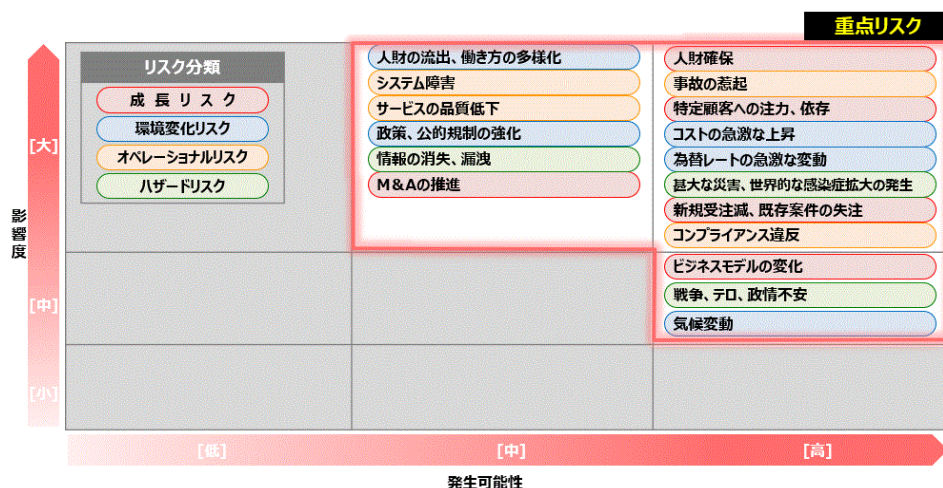 重点リスク
リスク分類
成長リスク
環境変化リスク
オペレーショナルリスク
ハザードリスク
人財の流出、働き方の多様化
システム障害
サービスの品質低下
政策、公的規制の強化
情報の消失、漏洩
M&Aの推進
人財確保
事故の惹起
特定顧客への注力、依存
コストの急激な上昇
為替レートの急激な変動
甚大な災害、世界的な感染症拡大の発生
新規受注減、既存案件の失注
コンプライアンス違反
ビジネスモデルの変化
戦争、テロ、政情不安
気候変動
影響度
[大]
[中]
[小]
[低]
[中]
[高]
発生可能性